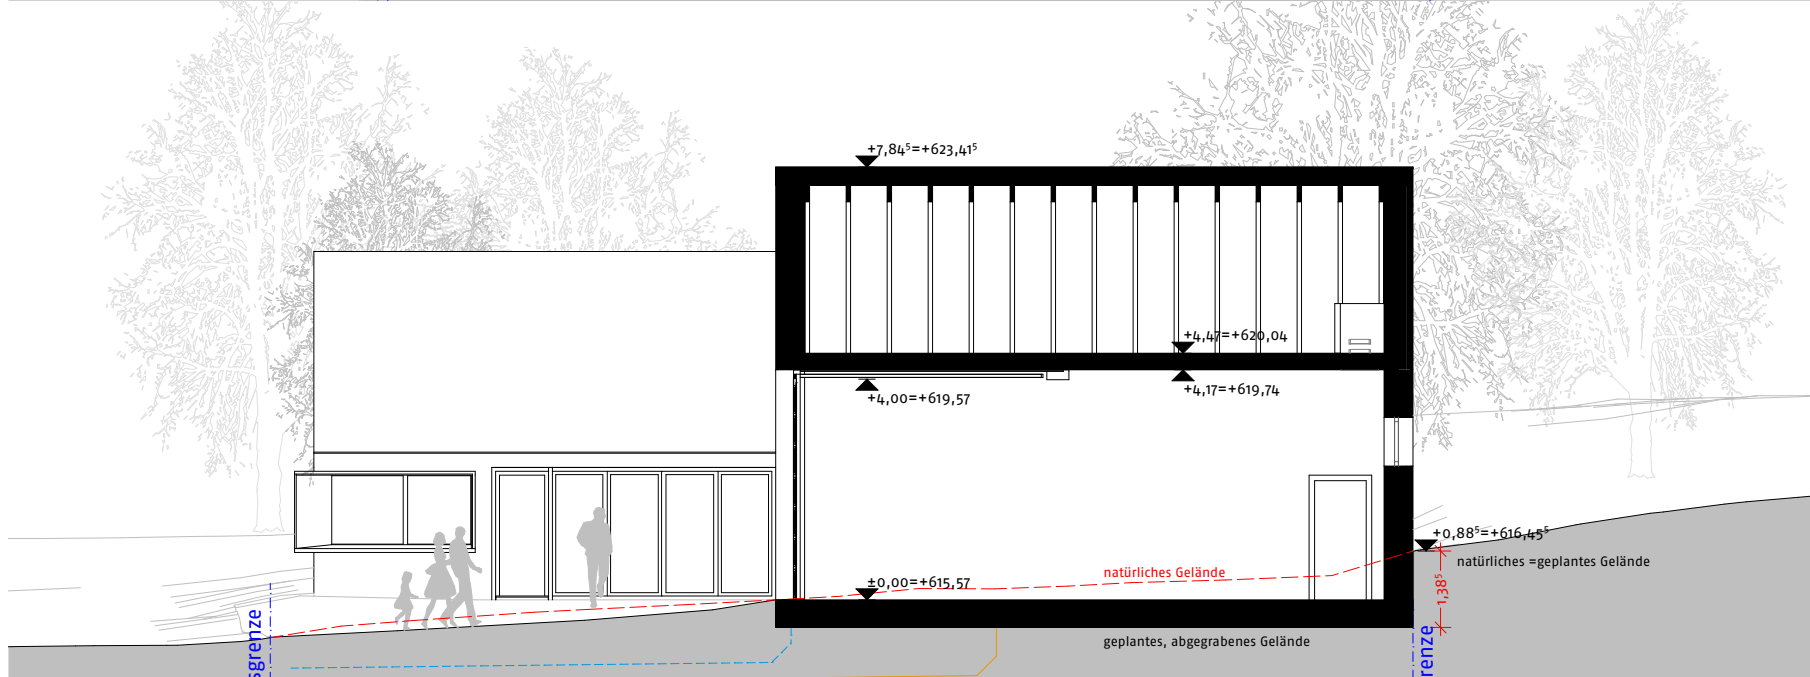 +7,84⁵=+623,41⁵
+4,47=+620,04
+4,00=+619,57
+4,17=+619,74
+0,88⁵=+616,45⁵
natürliches =geplantes Gelände
natürliches Gelände
±0,00=+615,57
1,38⁵
geplantes, abgegrabenes Gelände
sgrenze
renze